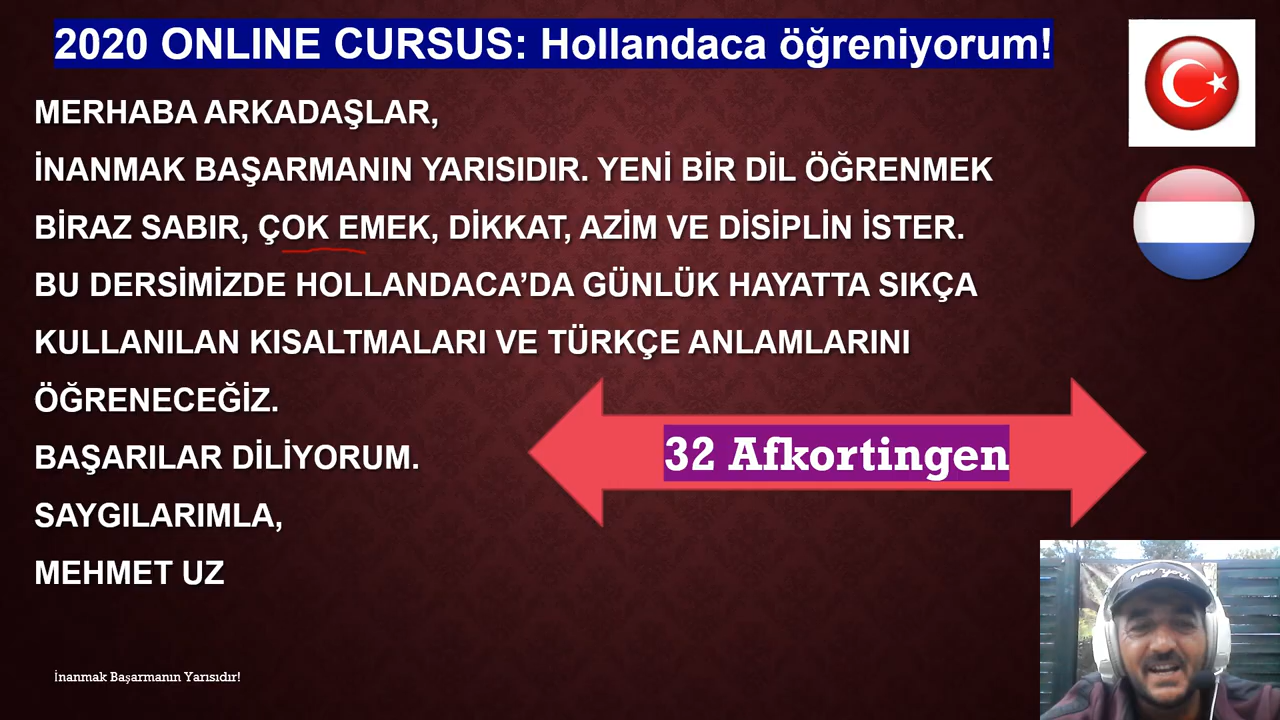 2020 ONLINE CURSUS: Hollandaca öğreniyorum!
MERHABA ARKADAŞLAR,
İNANMAK BAŞARMANIN YARISIDIR. YENİ BİR DİL ÖĞRENMEK
BİRAZ SABIR, ÇOK EMEK, DİKKAT, AZİM VE DİSİPLİN İSTER.
BU DERSİMİZDE HOLLANDACA’DA GÜNLÜK HAYATTA SIKÇA
KULLANILAN KISALTMALARI VE TÜRKÇE ANLAMLARINI
ÖĞRENECEĞİZ.
32 Afkortingen
BAŞARILAR DİLİYORUM.
SAYGILARIMLA,
MEHMET UZ
new york
İnanmak Başarmanın Yarısıdır!